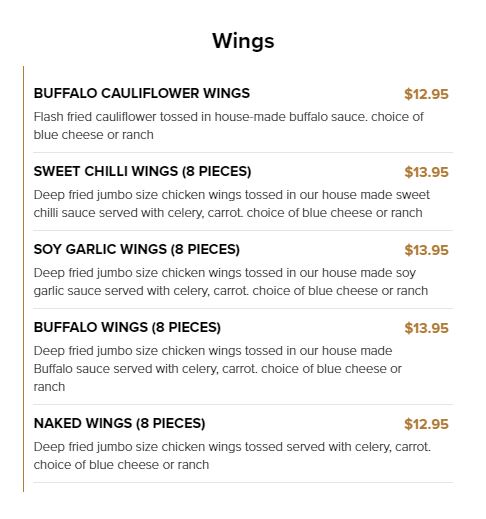 Wings
BUFFALO CAULIFLOWER WINGS $12.95
Flash fried cauliflower tossed in house-made buffalo sauce. choice of
blue cheese or ranch
SWEET CHILLI WINGS (8 PIECES) $13.95
Deep fried jumbo size chicken wings tossed in our house made sweet
chilli sauce served with celery, carrot. choice of blue cheese or ranch
SOY GARLIC WINGS (8 PIECES) $13.95
Deep fried jumbo size chicken wings tossed in our house made soy
garlic sauce served with celery, carrot. choice of blue cheese or ranch
BUFFALO WINGS (8 PIECES) $13.95
Deep fried jumbo size chicken wings tossed in our house made
Buffalo sauce served with celery, carrot. choice of blue cheese or
ranch
NAKED WINGS (8 PIECES) $12.95
Deep fried jumbo size chicken wings tossed served with celery, carrot.
choice of blue cheese or ranch